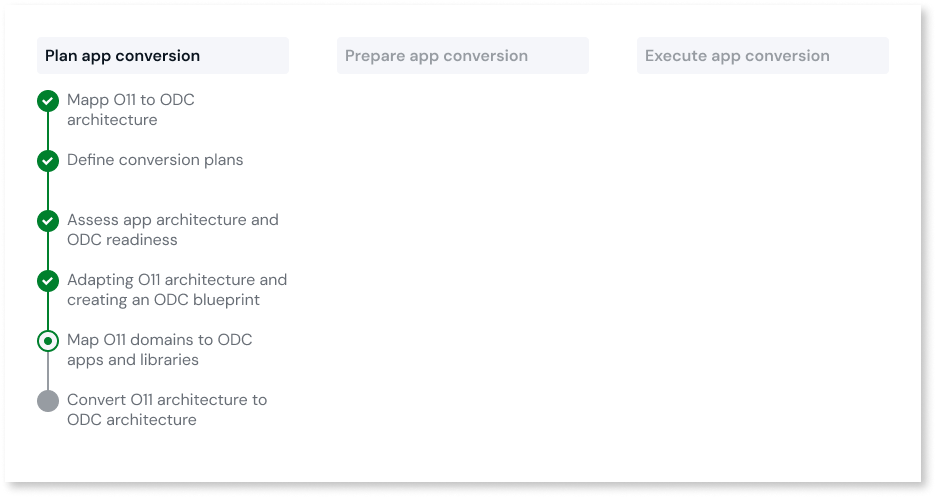 Plan app conversion
Prepare app conversion
Execute app conversion
Mapp O11 to ODC
architecture
Define conversion plans
Assess app architecture and
ODC readiness
Adapting O11 architecture and
creating an ODC blueprint
Map O11 domains to ODC
apps and libraries
Convert O11 architecture to
ODC architecture